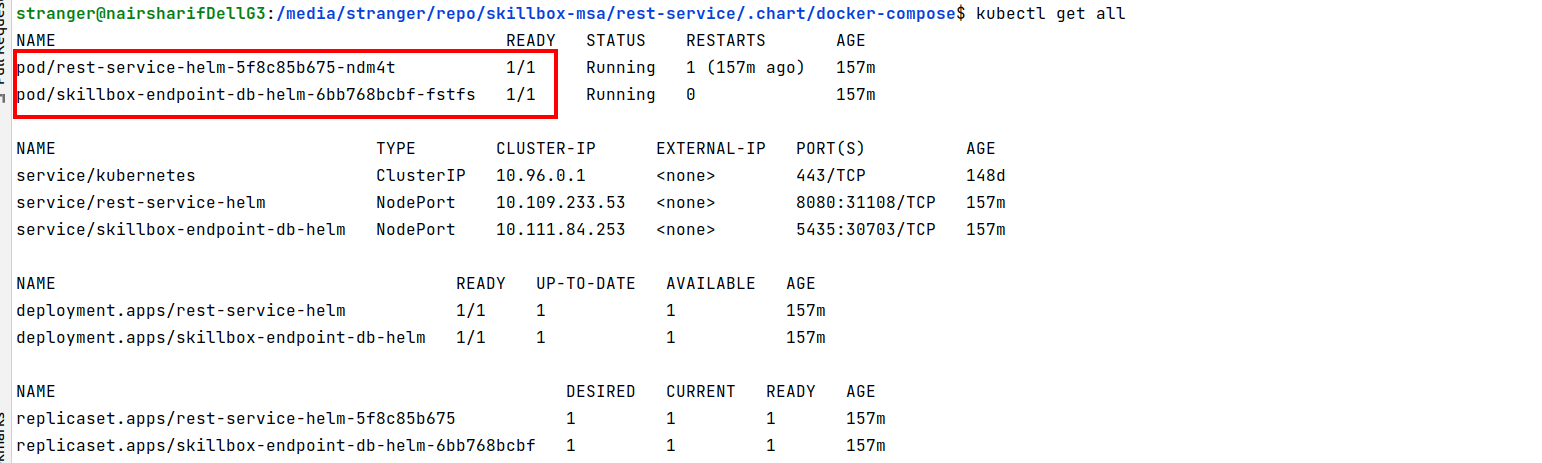 stranger@nairsharifDellG3:/media/stranger/repo/skillbox-msa/rest-service/.chart/docker-compose$ kubectl get all
NAME READY STATUS RESTARTS AGE
pod/rest-service-helm-5f8c85b675-ndm4t 1/1 Running 1 (157m ago) 157m
pod/skillbox-endpoint-db-helm-6bb768bcbf-fstfs 1/1 Running 0 157m
NAME TYPE CLUSTER-IP EXTERNAL-IP PORT(S) AGE
service/kubernetes ClusterIP 10.96.0.1 <none> 443/TCP 148d
service/rest-service-helm NodePort 10.109.233.53 <none> 8080:31108/TCP 157m
service/skillbox-endpoint-db-helm NodePort 10.111.84.253 <none> 5435:30703/TCP 157m
NAME READY UP-TO-DATE AVAILABLE AGE
deployment.apps/rest-service-helm 1/1 1 1 157m
deployment.apps/skillbox-endpoint-db-helm 1/1 1 1 157m
NAME DESIRED CURRENT READY AGE
replicaset.apps/rest-service-helm-5f8c85b675 1 1 1 157m
replicaset.apps/skillbox-endpoint-db-helm-6bb768bcbf 1 1 1 157m